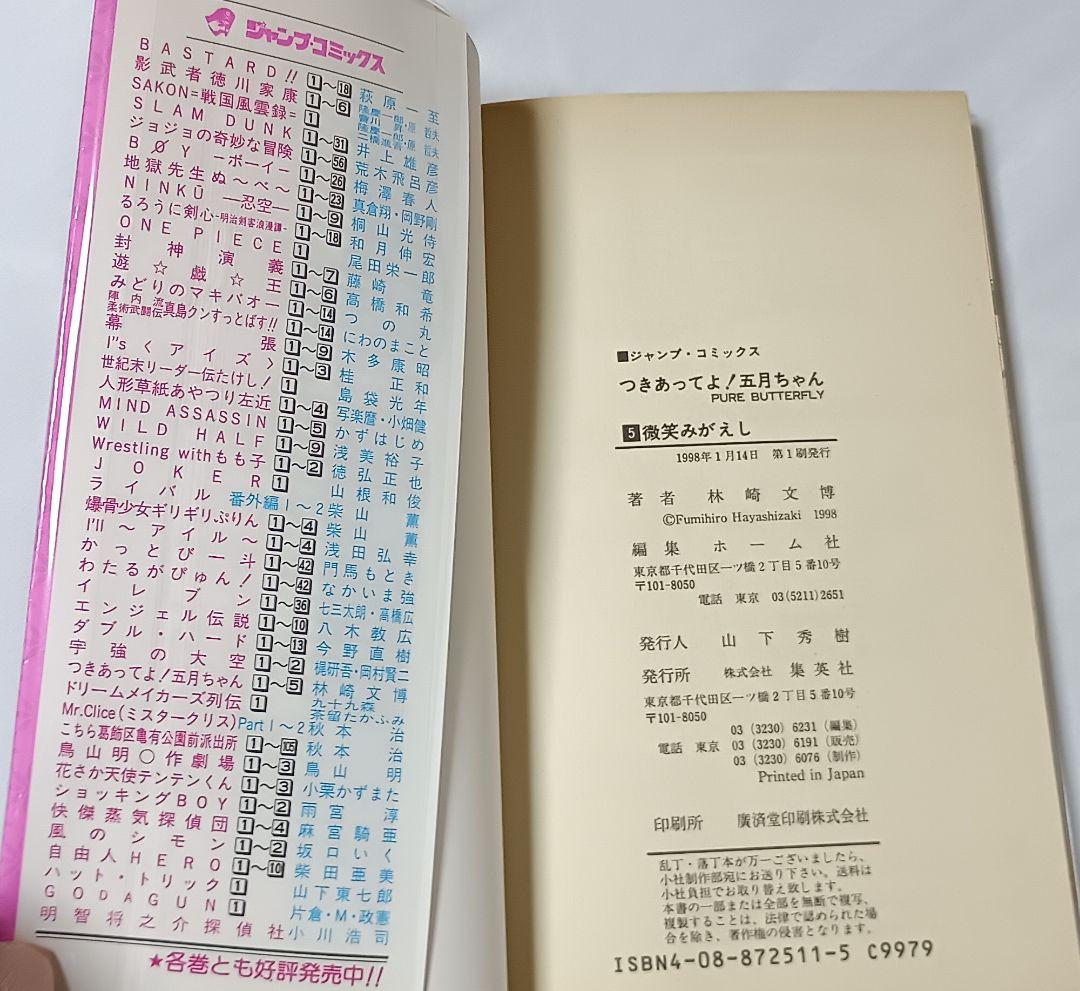 ジャンプ・コミックス
BASTARD!! 1〜18 萩原一至
影武者徳川家康 1〜6 隆慶一郎・原哲夫 會川昇
SAKON=戦国風雲録= 1 隆慶一郎・原哲夫 二橋進吾
SLAM DUNK 1〜31 井上雄彦
ジョジョの奇妙な冒険 1〜56 荒木飛呂彦
BØY −ボーイ− 1〜26 梅澤春人
地獄先生ぬ〜べ〜 1〜23 真倉翔・岡野剛
NINKŪ —忍空— 1〜9 桐山光侍
るろうに剣心-明治剣客浪漫譚- 1〜18 和月伸宏
ONE PIECE 1 尾田栄一郎
封神演義 1〜7 藤崎竜
遊☆戯☆王 1〜6 高橋和希
みどりのマキバオー 1〜14 つの丸
陣内流柔術武闘伝真島クンすっとばす!! 1〜14 にわのまこと
幕張 1〜9 木多康昭
I"s〈アイズ〉 1〜3 桂正和
世紀末リーダー伝たけし! 1 島袋光年
人形草紙あやつり左近 1〜4 写楽麿・小畑健
MIND ASSASSIN 1〜5 かずはじめ
WILD HALF 1〜9 浅美裕子
Wrestling withもも子 1〜2 徳弘正也
JOKER 1 山根和俊
ライバル 番外編1〜2 柴山薫
爆骨少女ギリギリぷりん 1〜4 柴山薫
I'll〜アイル〜 1〜4 浅田弘幸
かっとび一斗 1〜42 門馬もとき
わたるがぴゅん! 1〜42 なかいま強
イレブン 1〜36 七三太朗・高橋広
エンジェル伝説 1〜10 八木教広
ダブル・ハード 1〜13 今野直樹
宇強の大空 1〜2 梶研吾・岡村賢二
つきあってよ!五月ちゃん 1〜5 林崎文博
ドリームメイカーズ列伝 1 九十九森 茶留たかふみ
Mr.Clice(ミスタークリス) Part1〜2 秋本治
こちら葛飾区亀有公園前派出所 1〜105 秋本治
鳥山明○作劇場 1〜3 鳥山明
花さか天使テンテンくん 1〜3 小栗かずまた
ショッキングBOY 1〜2 雨宮淳
快傑蒸気探偵団 1〜4 麻宮騎亜
風のシモン 1〜2 坂口いく
自由人HERO 1〜10 柴田亜美
ハット・トリック 1 山下東七郎
GODAGUN 1 片倉・M・政憲
明智将之介探偵社 小川浩司
★各巻とも好評発売中!!
■ジャンプ・コミックス
つきあってよ!五月ちゃん
PURE BUTTERFLY
5微笑みがえし
1998年1月14日 第1刷発行
著者 林崎文博
©Fumihiro Hayashizaki 1998
編集 ホーム社
東京都千代田区一ツ橋2丁目5番10号
〒101-8050
電話 東京 03(5211)2651
発行人 山下秀樹
発行所 株式会社 集英社
東京都千代田区一ツ橋2丁目5番10号
〒101-8050
03(3230)6231(編集)
電話 東京 03(3230)6191(販売)
03(3230)6076(制作)
Printed in Japan
印刷所 廣済堂印刷株式会社
乱丁・落丁本が万一ございましたら、
小社制作部宛にお送り下さい。送料は
小社負担でお取り替え致します。
本書の一部または全部を無断で複写、
複製することは、法律で認められた場
合を除き、著作権の侵害となります。
ISBN4-08-872511-5 C9979